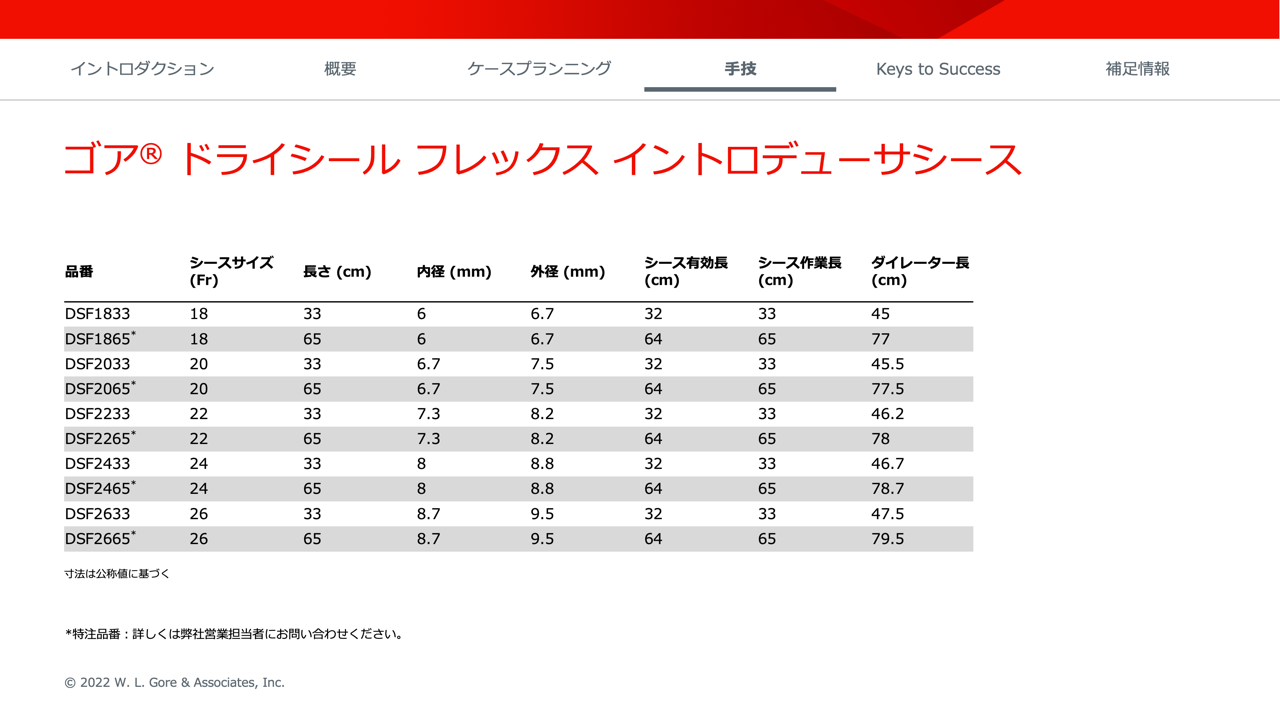 イントロダクション 概要 ケースプランニング 手技 Keys to Success 補足情報
ゴア® ドライシール フレックス イントロデューサシース
品番 シースサイズ (Fr) 長さ (cm) 内径 (mm) 外径 (mm) シース有効長 (cm) シース作業長 (cm) ダイレーター長 (cm)
DSF1833 18 33 6 6.7 32 33 45
DSF1865* 18 65 6 6.7 64 65 77
DSF2033 20 33 6.7 7.5 32 33 45.5
DSF2065* 20 65 6.7 7.5 64 65 77.5
DSF2233 22 33 7.3 8.2 32 33 46.2
DSF2265* 22 65 7.3 8.2 64 65 78
DSF2433 24 33 8 8.8 32 33 46.7
DSF2465* 24 65 8 8.8 64 65 78.7
DSF2633 26 33 8.7 9.5 32 33 47.5
DSF2665* 26 65 8.7 9.5 64 65 79.5
寸法は公称値に基づく
*特注品番：詳しくは弊社営業担当者にお問い合わせください。
© 2022 W. L. Gore & Associates, Inc.